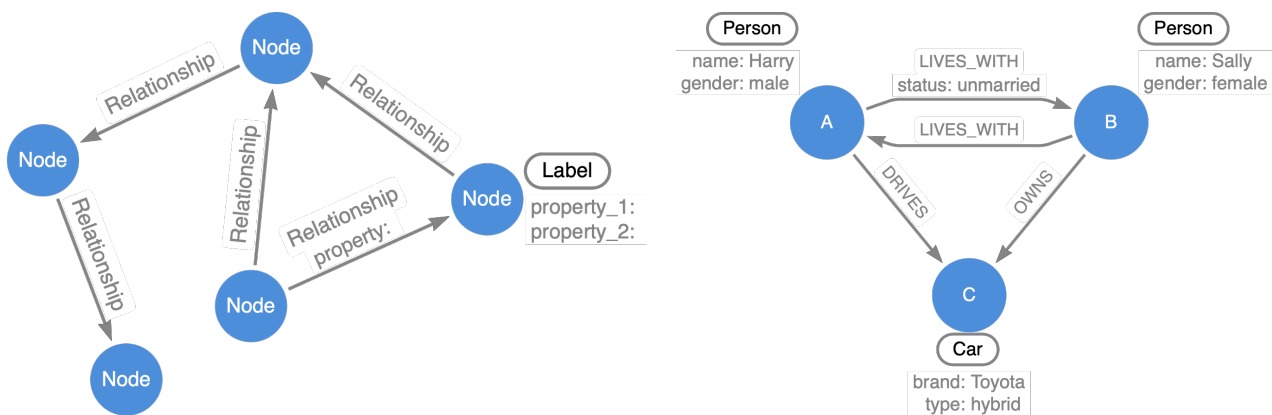 Node
Relationship
Relationship
Node
Relationship
Node
Label
property_1:
property_2:
Relationship
Relationship
property:
Node
Node
Person
name: Harry
gender: male
LIVES_WITH
status: unmarried
Person
name: Sally
gender: female
A
LIVES_WITH
B
DRIVES
OWNS
C
Car
brand: Toyota
type: hybrid